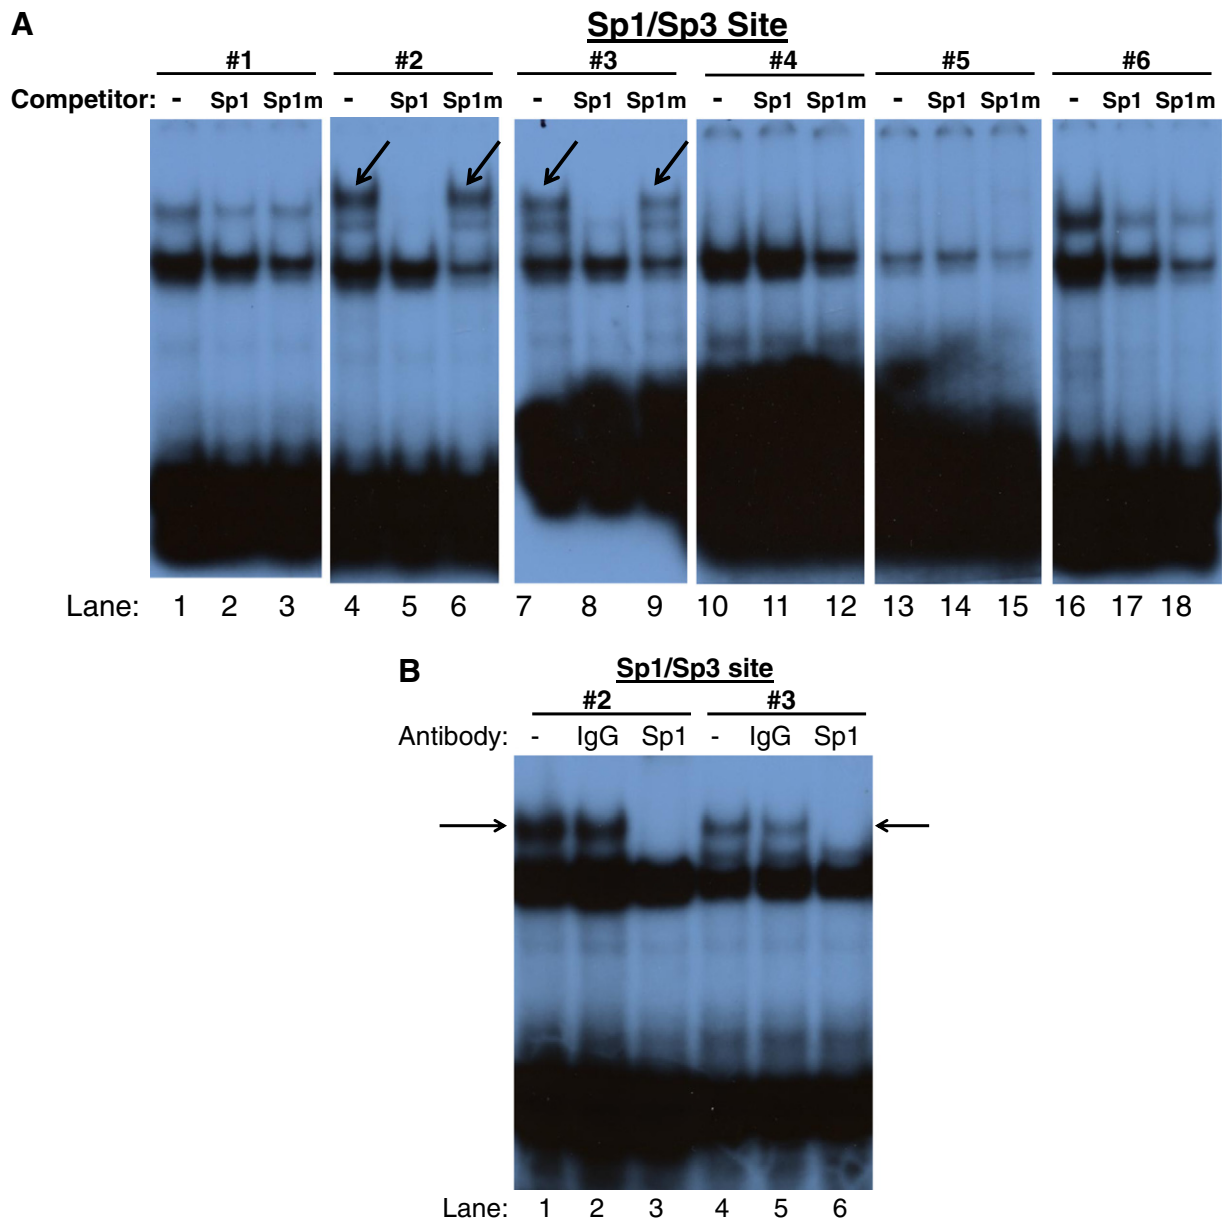 A
Sp1/Sp3 Site
#1 #2 #3 #4 #5 #6
Competitor: - Sp1 Sp1m - Sp1 Sp1m - Sp1 Sp1m - Sp1 Sp1m - Sp1 Sp1m - Sp1 Sp1m
Lane: 1 2 3 4 5 6 7 8 9 10 11 12 13 14 15 16 17 18
B
Sp1/Sp3 site
#2 #3
Antibody: - IgG Sp1 - IgG Sp1
Lane: 1 2 3 4 5 6